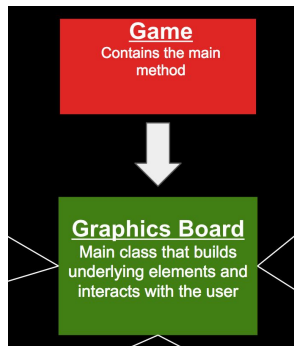 Game
Contains the main
method
Graphics Board
Main class that builds
underlying elements and
interacts with the user